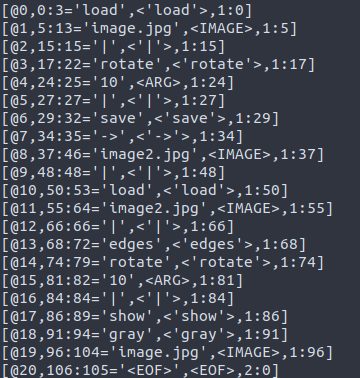 [@0,0:3='load',<'load'>,1:0]
[@1,5:13='image.jpg',<IMAGE>,1:5]
[@2,15:15='|',<'|'>,1:15]
[@3,17:22='rotate',<'rotate'>,1:17]
[@4,24:25='10',<ARG>,1:24]
[@5,27:27='|',<'|'>,1:27]
[@6,29:32='save',<'save'>,1:29]
[@7,34:35='->',<'->'>,1:34]
[@8,37:46='image2.jpg',<IMAGE>,1:37]
[@9,48:48='|',<'|'>,1:48]
[@10,50:53='load',<'load'>,1:50]
[@11,55:64='image2.jpg',<IMAGE>,1:55]
[@12,66:66='|',<'|'>,1:66]
[@13,68:72='edges',<'edges'>,1:68]
[@14,74:79='rotate',<'rotate'>,1:74]
[@15,81:82='10',<ARG>,1:81]
[@16,84:84='|',<'|'>,1:84]
[@17,86:89='show',<'show'>,1:86]
[@18,91:94='gray',<'gray'>,1:91]
[@19,96:104='image.jpg',<IMAGE>,1:96]
[@20,106:105='<EOF>',<EOF>,2:0]